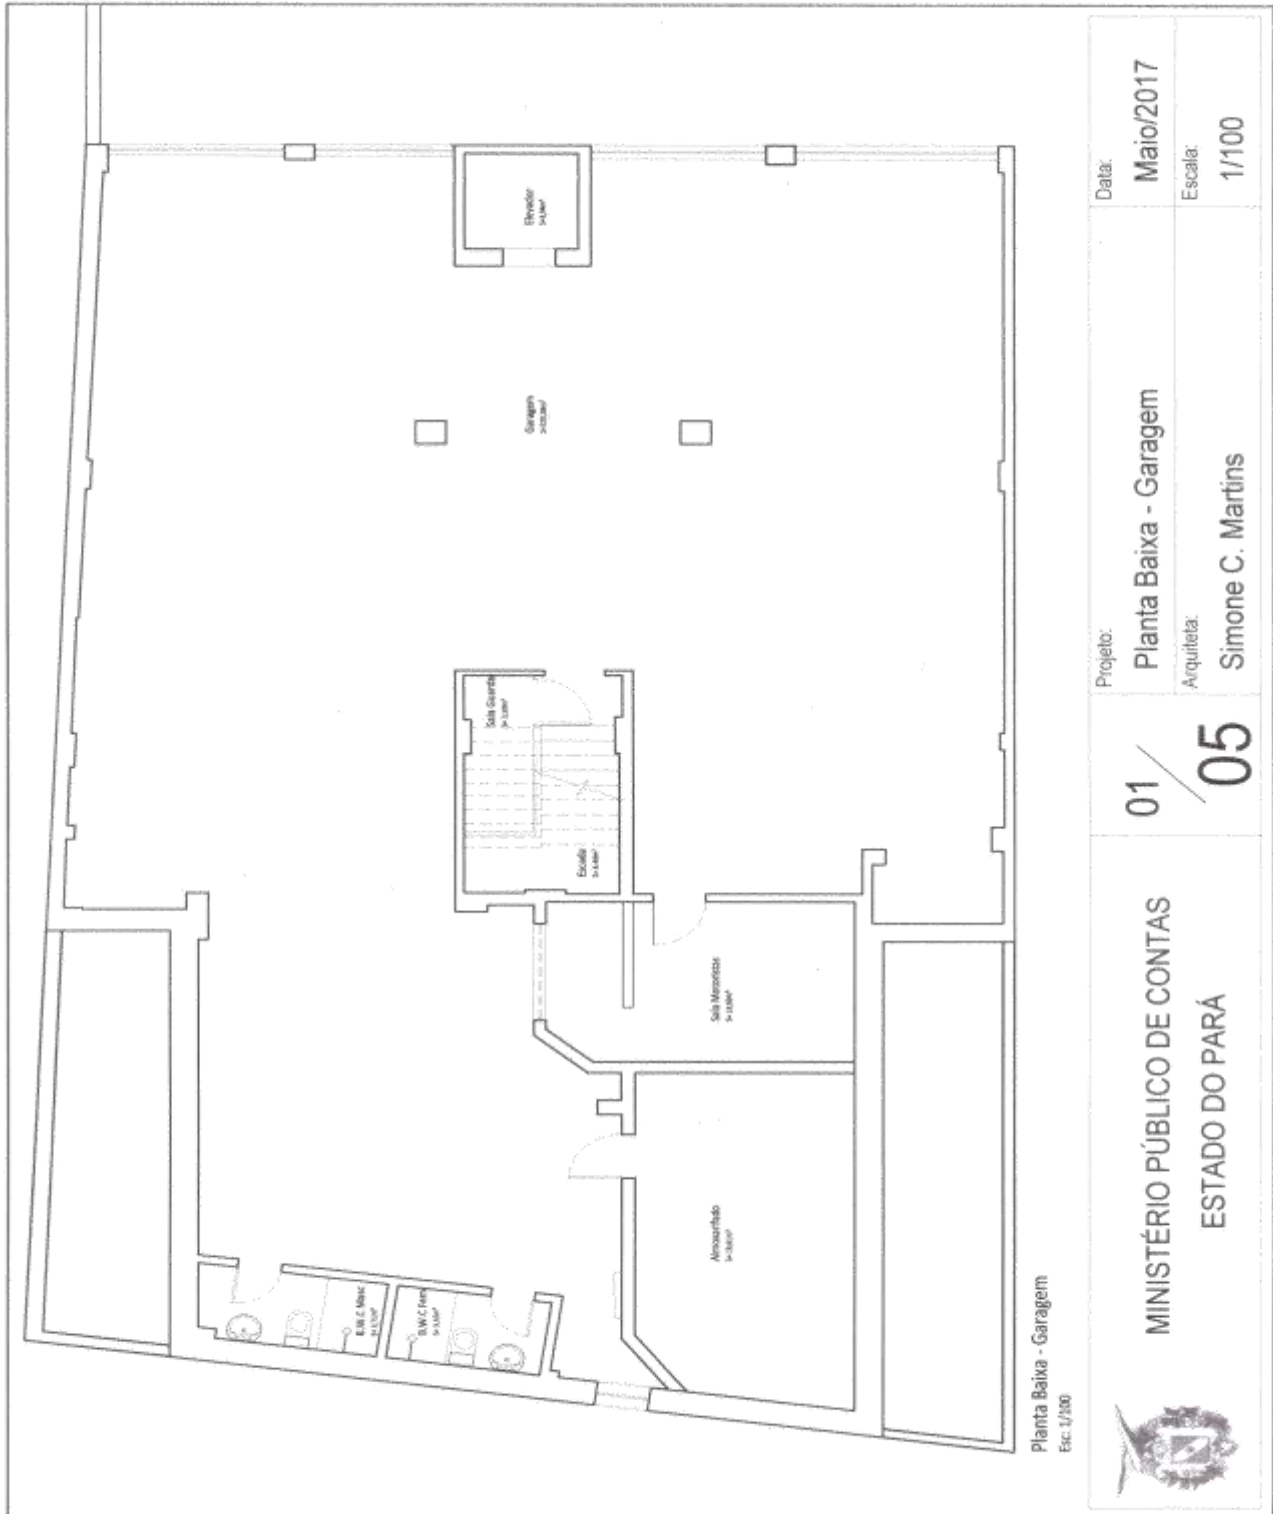 Elevador
Garagem
Sala Guarda
Escada
Sala Motoristas
Almoxarifado
B.W.C Masc
B.W.C Fem
Planta Baixa - Garagem
Esc: 1/100
MINISTÉRIO PÚBLICO DE CONTAS
ESTADO DO PARÁ
01
/
05
Projeto:
Planta Baixa - Garagem
Arquiteta:
Simone C. Martins
Data:
Maio/2017
Escala:
1/100